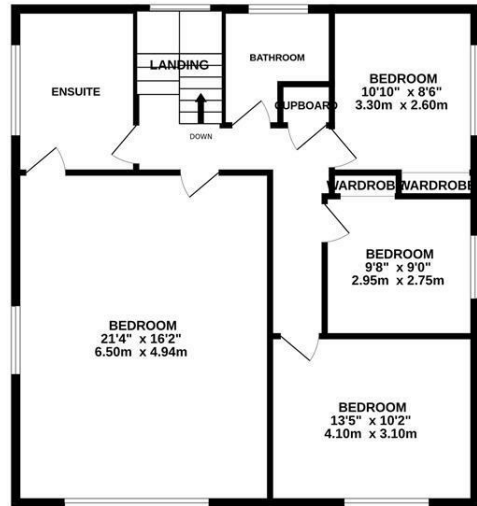 ENSUITE
LANDING
DOWN
BATHROOM
CUPBOARD
BEDROOM
10'10" x 8'6"
3.30m x 2.60m
WARDROBE
WARDROBE
BEDROOM
9'8" x 9'0"
2.95m x 2.75m
BEDROOM
21'4" x 16'2"
6.50m x 4.94m
BEDROOM
13'5" x 10'2"
4.10m x 3.10m